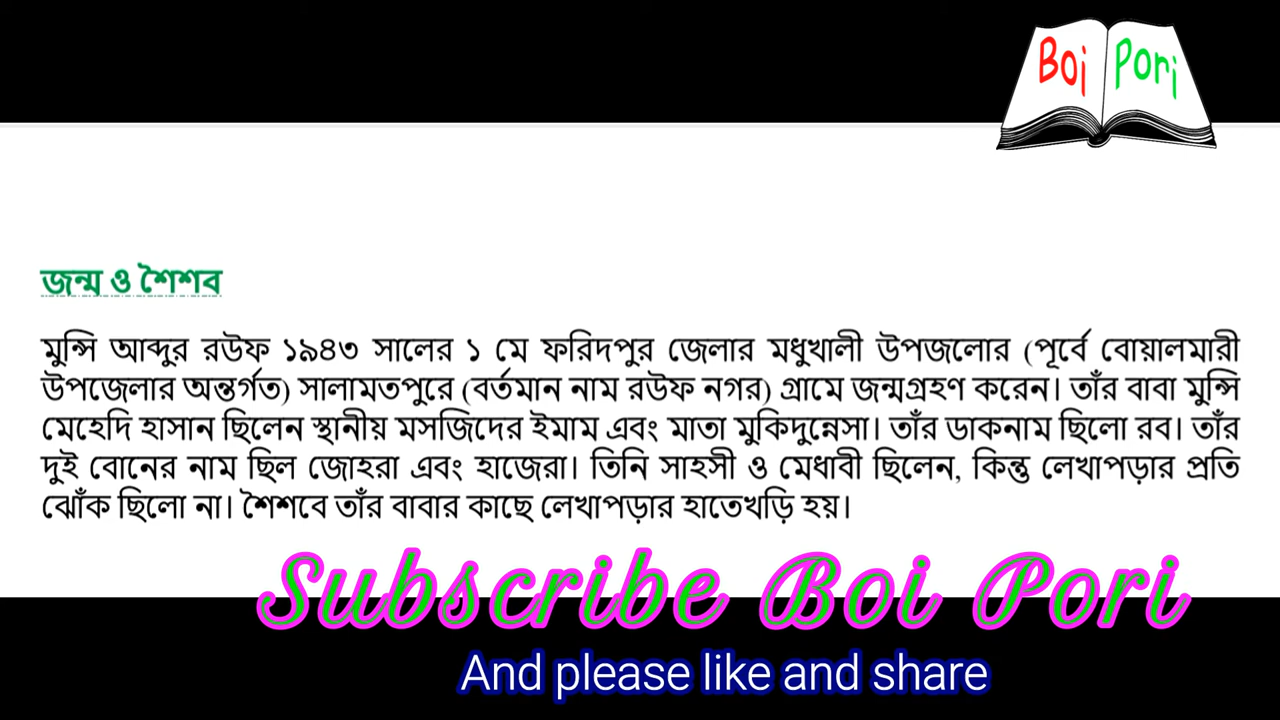 Boi Pori
জন্ম ও শৈশব
মুন্সি আব্দুর রউফ ১৯৪৩ সালের ১ মে ফরিদপুর জেলার মধুখালী উপজলোর (পূর্বে বোয়ালমারী
উপজেলার অন্তর্গত) সালামতপুরে (বর্তমান নাম রউফ নগর) গ্রামে জন্মগ্রহণ করেন। তাঁর বাবা মুন্সি
মেহেদি হাসান ছিলেন স্থানীয় মসজিদের ইমাম এবং মাতা মুকিদুন্নেসা। তাঁর ডাকনাম ছিলো রব। তাঁর
দুই বোনের নাম ছিল জোহরা এবং হাজেরা। তিনি সাহসী ও মেধাবী ছিলেন, কিন্তু লেখাপড়ার প্রতি
ঝোঁক ছিলো না। শৈশবে তাঁর বাবার কাছে লেখাপড়ার হাতেখড়ি হয়।
Subscribe Boi Pori
And please like and share